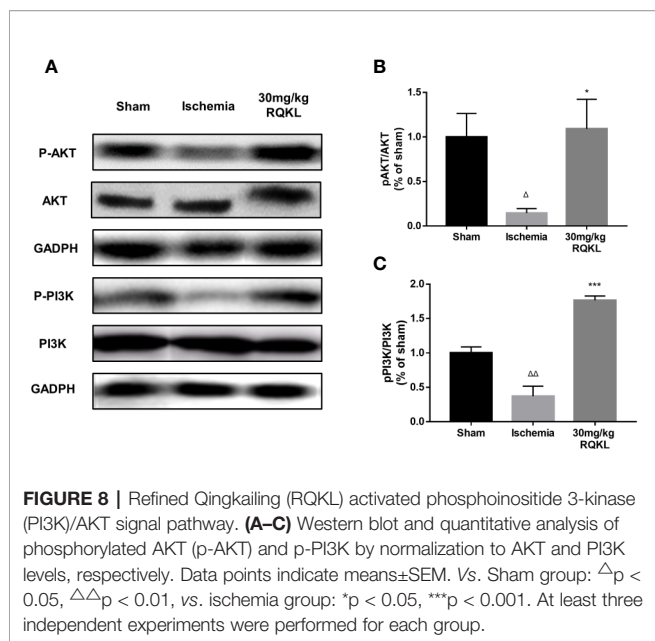 A
Sham Ischemia 30mg/kg
RQKL
P-AKT
AKT
GADPH
P-PI3K
PI3K
GADPH
B
pAKT/AKT
(% of sham)
1.5
1.0
0.5
0.0
Δ
*
Sham Ischemia 30mg/kg
RQKL
C
pPI3K/PI3K
(% of sham)
2.0
1.5
1.0
0.5
0.0
ΔΔ
***
Sham Ischemia 30mg/kg
RQKL
FIGURE 8 | Refined Qingkailing (RQKL) activated phosphoinositide 3-kinase
(PI3K)/AKT signal pathway. (A–C) Western blot and quantitative analysis of
phosphorylated AKT (p-AKT) and p-PI3K by normalization to AKT and PI3K
levels, respectively. Data points indicate means±SEM. Vs. Sham group: △p <
0.05, △△p < 0.01, vs. ischemia group: *p < 0.05, ***p < 0.001. At least three
independent experiments were performed for each group.